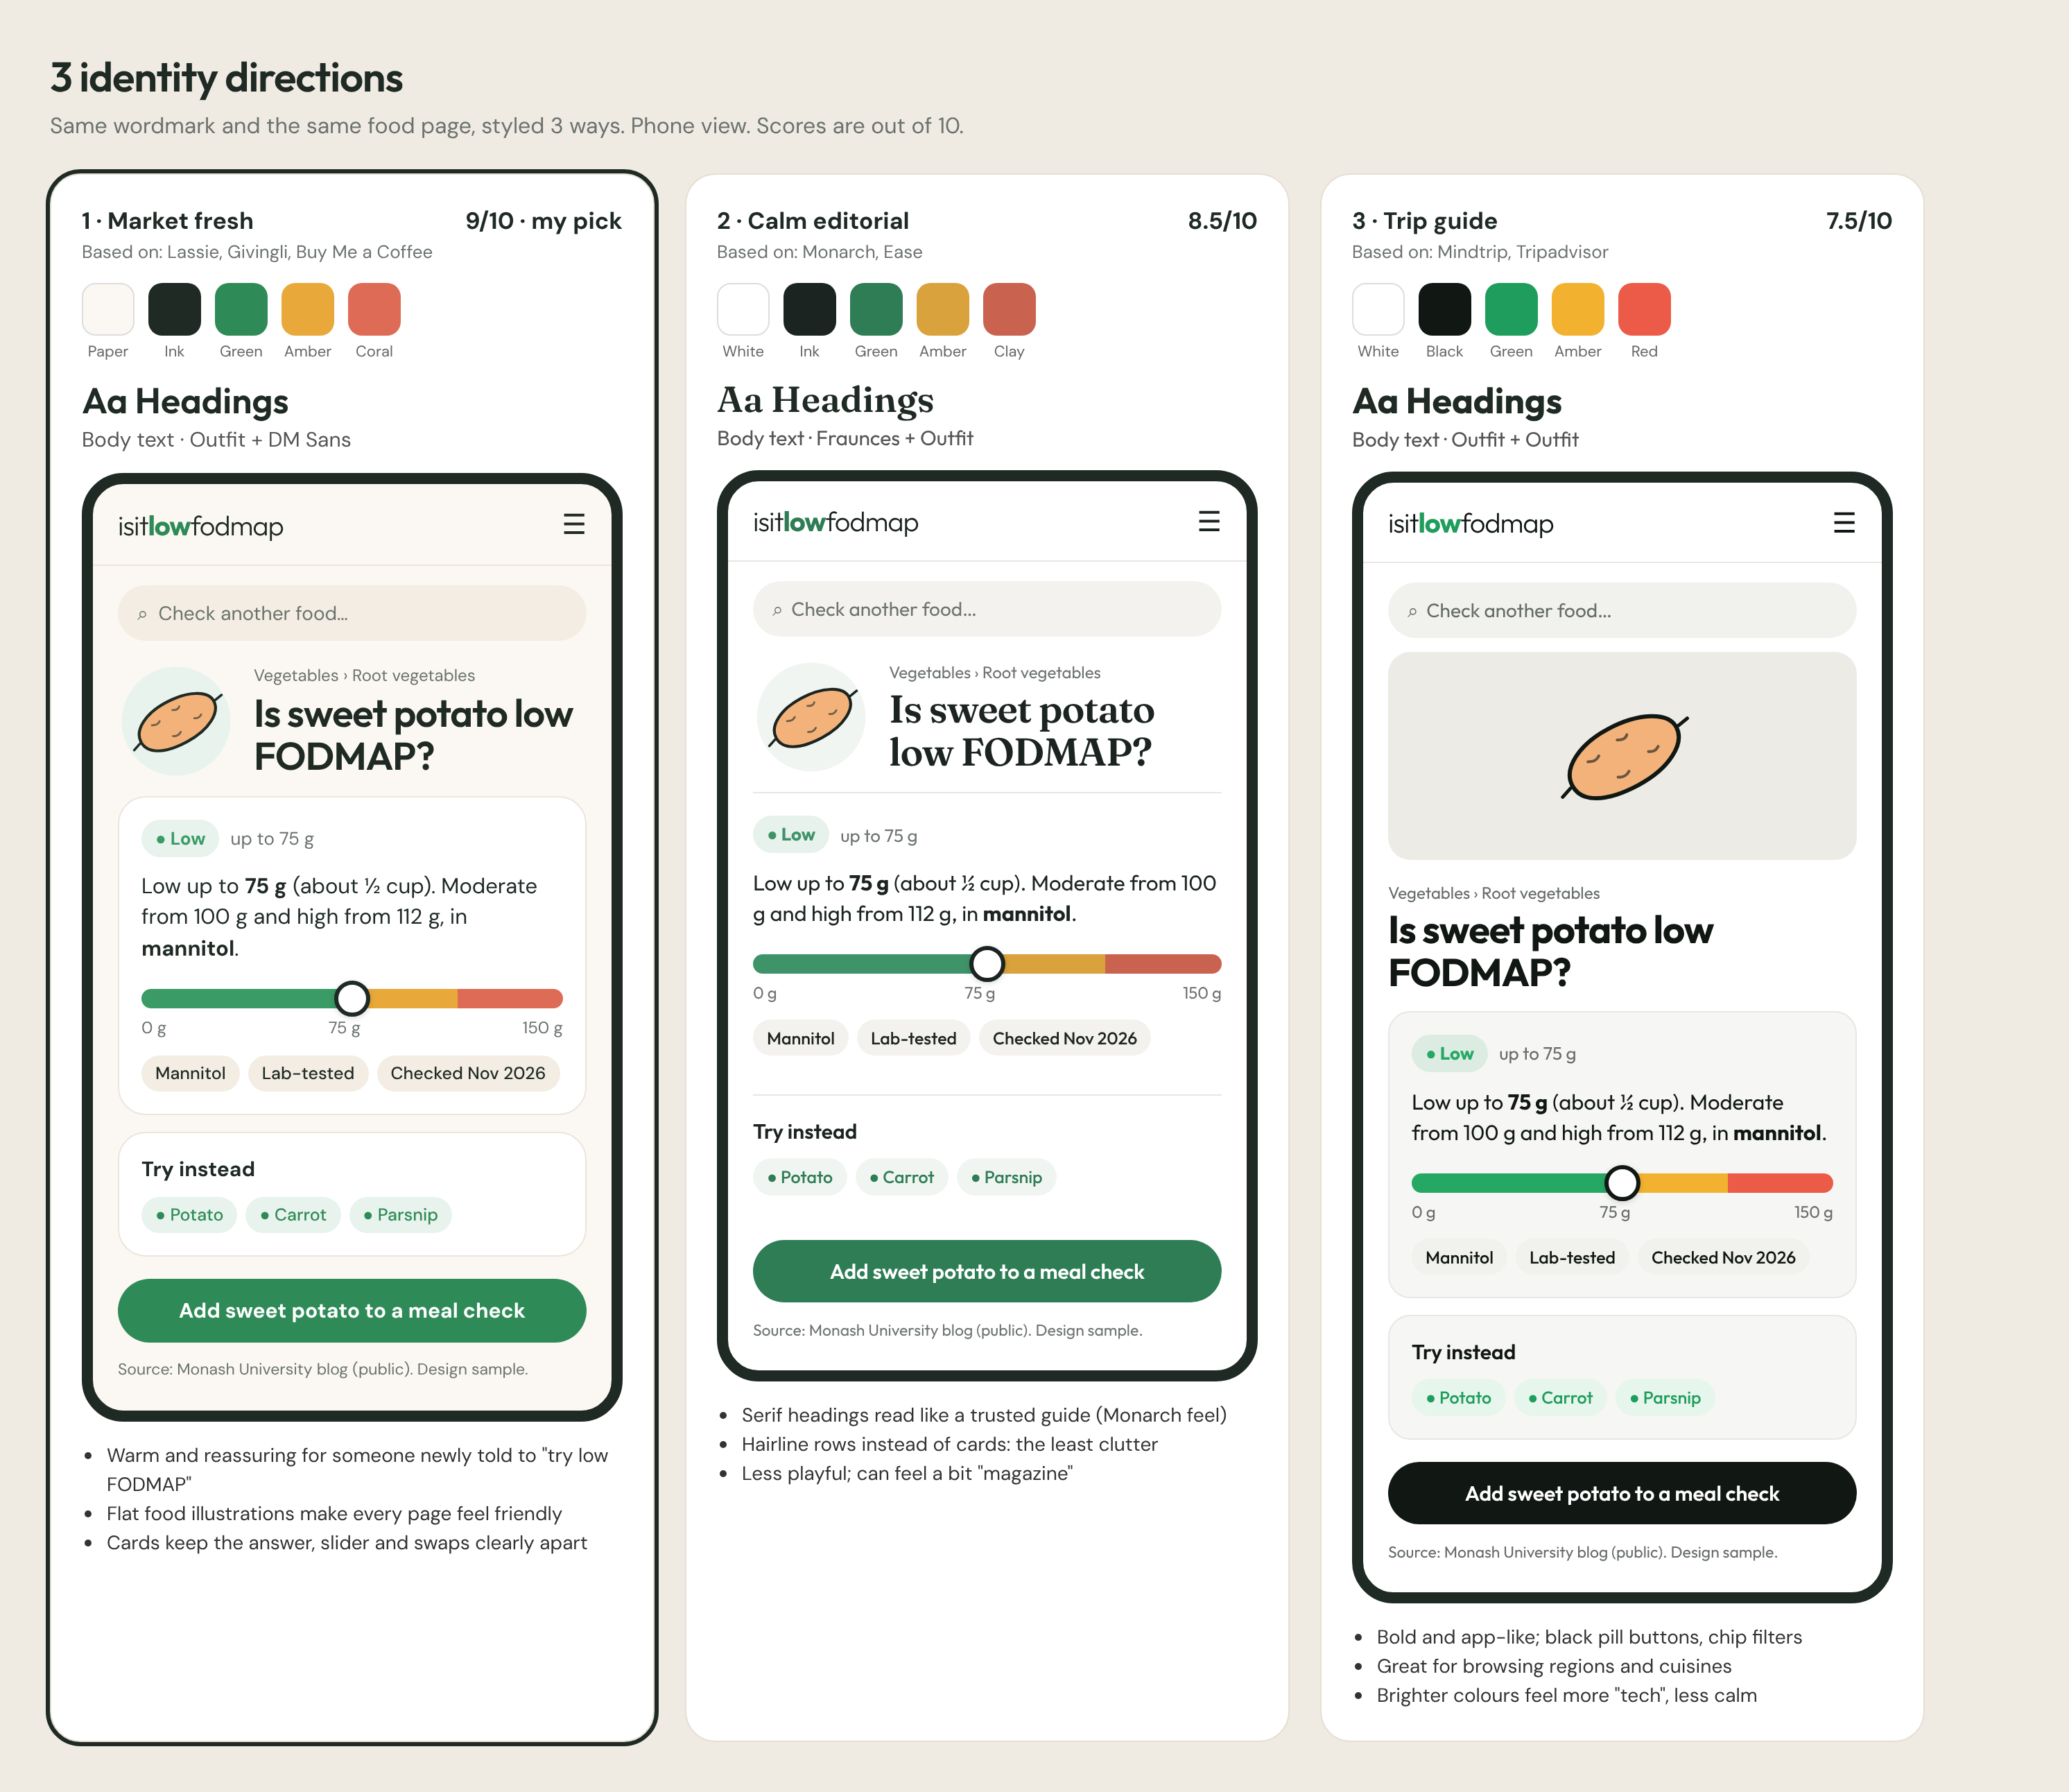 3 identity directions
Same wordmark and the same food page, styled 3 ways. Phone view. Scores are out of 10.
1 · Market fresh
9/10 · my pick
Based on: Lassie, Givingli, Buy Me a Coffee
Paper
Ink
Green
Amber
Coral
Aa Headings
Body text · Outfit + DM Sans
isitlowfodmap
☰
⌕ Check another food...
Vegetables › Root vegetables
Is sweet potato low
FODMAP?
● Low
up to 75 g
Low up to 75 g (about ½ cup). Moderate
from 100 g and high from 112 g, in
mannitol.
0 g
75 g
150 g
Mannitol
Lab-tested
Checked Nov 2026
Try instead
● Potato
● Carrot
● Parsnip
Add sweet potato to a meal check
Source: Monash University blog (public). Design sample.
• Warm and reassuring for someone newly told to "try low
FODMAP"
• Flat food illustrations make every page feel friendly
• Cards keep the answer, slider and swaps clearly apart
2 · Calm editorial
8.5/10
Based on: Monarch, Ease
White
Ink
Green
Amber
Clay
Aa Headings
Body text · Fraunces + Outfit
isitlowfodmap
☰
⌕ Check another food...
Vegetables › Root vegetables
Is sweet potato
low FODMAP?
● Low
up to 75 g
Low up to 75 g (about ½ cup). Moderate from 100
g and high from 112 g, in mannitol.
0 g
75 g
150 g
Mannitol
Lab-tested
Checked Nov 2026
Try instead
● Potato
● Carrot
● Parsnip
Add sweet potato to a meal check
Source: Monash University blog (public). Design sample.
• Serif headings read like a trusted guide (Monarch feel)
• Hairline rows instead of cards: the least clutter
• Less playful; can feel a bit "magazine"
3 · Trip guide
7.5/10
Based on: Mindtrip, Tripadvisor
White
Black
Green
Amber
Red
Aa Headings
Body text · Outfit + Outfit
isitlowfodmap
☰
⌕ Check another food...
Vegetables › Root vegetables
Is sweet potato low
FODMAP?
● Low
up to 75 g
Low up to 75 g (about ½ cup). Moderate
from 100 g and high from 112 g, in mannitol.
0 g
75 g
150 g
Mannitol
Lab-tested
Checked Nov 2026
Try instead
● Potato
● Carrot
● Parsnip
Add sweet potato to a meal check
Source: Monash University blog (public). Design sample.
• Bold and app-like; black pill buttons, chip filters
• Great for browsing regions and cuisines
• Brighter colours feel more "tech", less calm